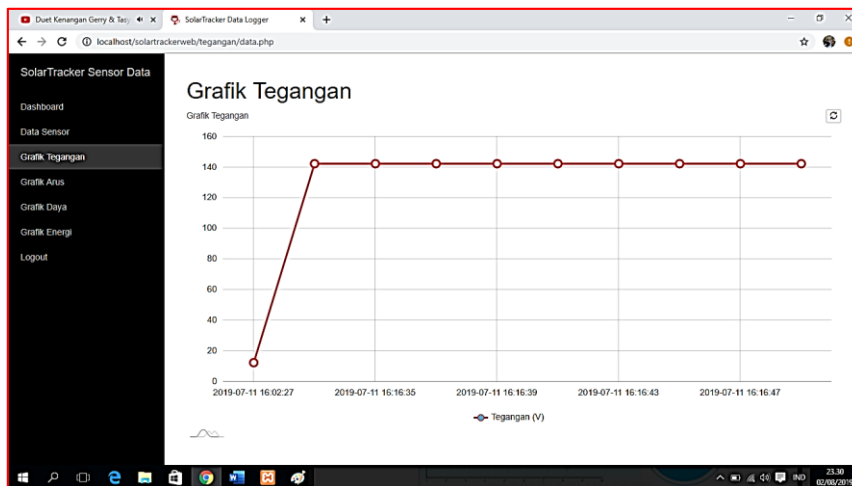 Duet Kenangan Gerry & Tasy
SolarTracker Data Logger
localhost/solartrackerweb/tegangan/data.php
SolarTracker Sensor Data
Dashboard
Data Sensor
Grafik Tegangan
Grafik Arus
Grafik Daya
Grafik Energi
Logout
Grafik Tegangan
Grafik Tegangan
160
140
120
100
80
60
40
20
0
2019-07-11 16:02:27
2019-07-11 16:16:35
2019-07-11 16:16:39
2019-07-11 16:16:43
2019-07-11 16:16:47
Tegangan (V)
IND
23.30
02/08/2019